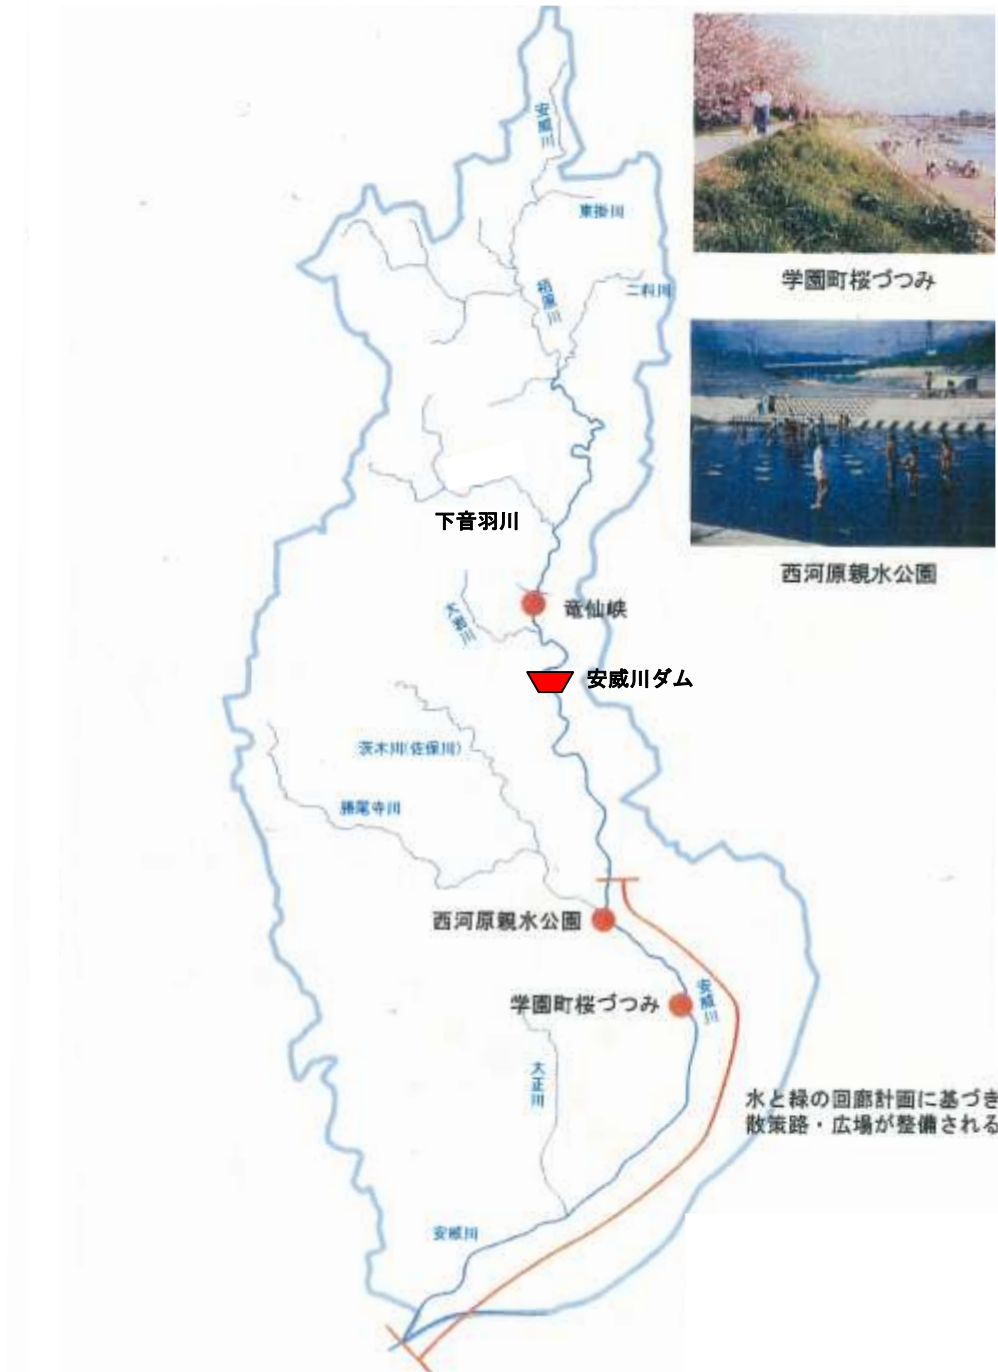 安威川
東掛川
二料川
学園町桜づつみ
西河原親水公園
下音羽川
竜仙峡
大岩川
安威川ダム
茨木川(佐保川)
勝尾寺川
西河原親水公園
学園町桜づつみ
安威川
大正川
水と緑の回廊計画に基づき
散策路・広場が整備される
安威川